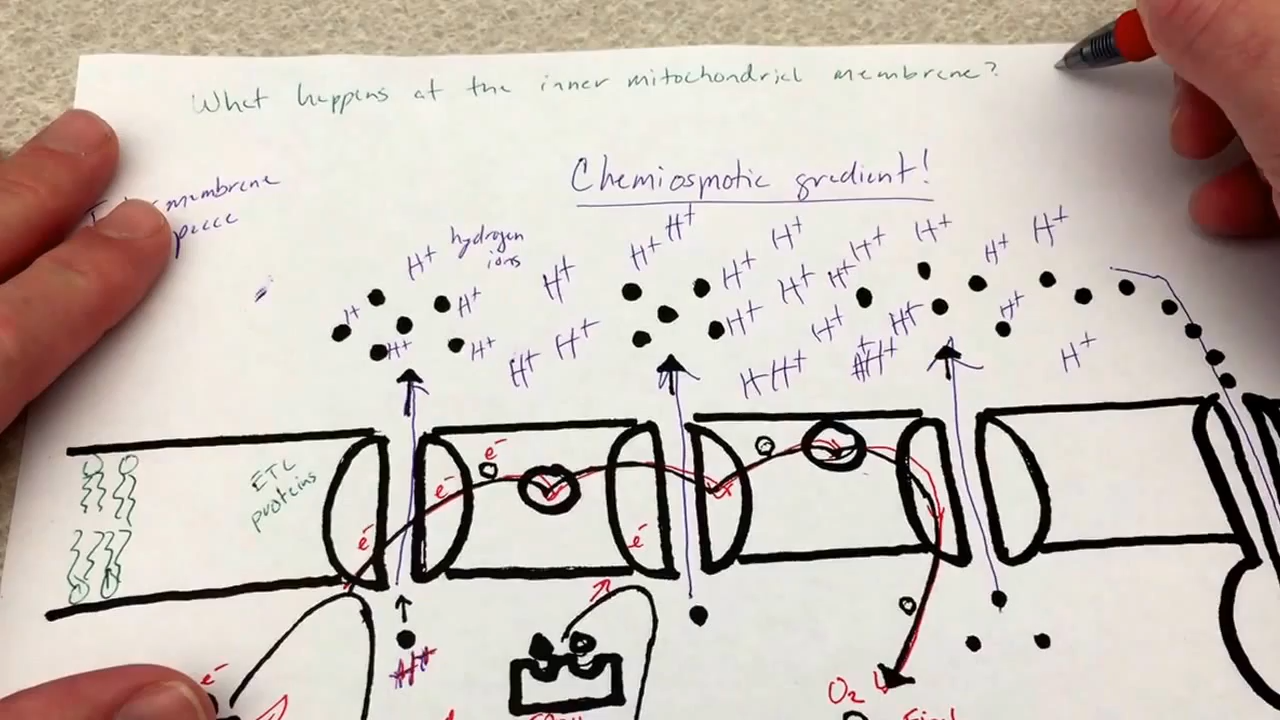 What happens at the inner mitochondrial membrane?
Chemiosmotic gradient!
membrane
hydrogen
ions
H+ H+ H+ H+ H+ H+ H+
H+ H+ H+ H+ H+
H+ H+ H+ H+ H+ H+
H+ H+ H+ H+ H+
H+ H+ H+
ETC
proteins
e-
e-
e-
e-
e-
H+
O2